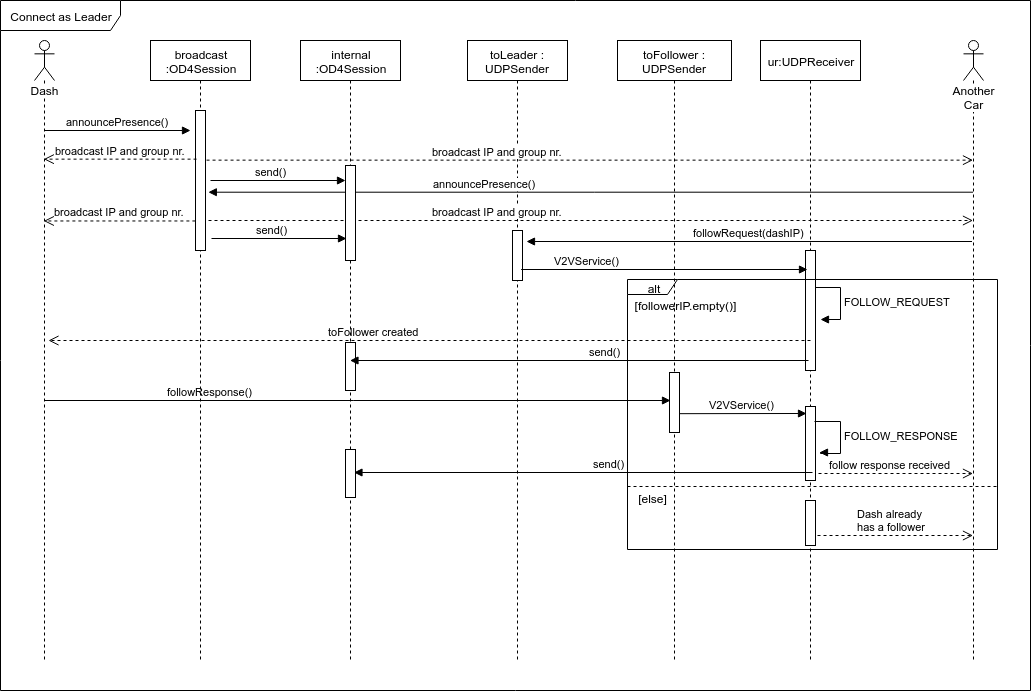 Connect as Leader
broadcast
:OD4Session
internal
:OD4Session
toLeader :
UDPSender
toFollower :
UDPSender
ur:UDPReceiver
Dash
Another
Car
announcePresence()
broadcast IP and group nr.
broadcast IP and group nr.
send()
announcePresence()
broadcast IP and group nr.
broadcast IP and group nr.
send()
followRequest(dashIP)
V2VService()
alt
[followerIP.empty()]
FOLLOW_REQUEST
toFollower created
send()
followResponse()
V2VService()
FOLLOW_RESPONSE
send()
follow response received
[else]
Dash already
has a follower